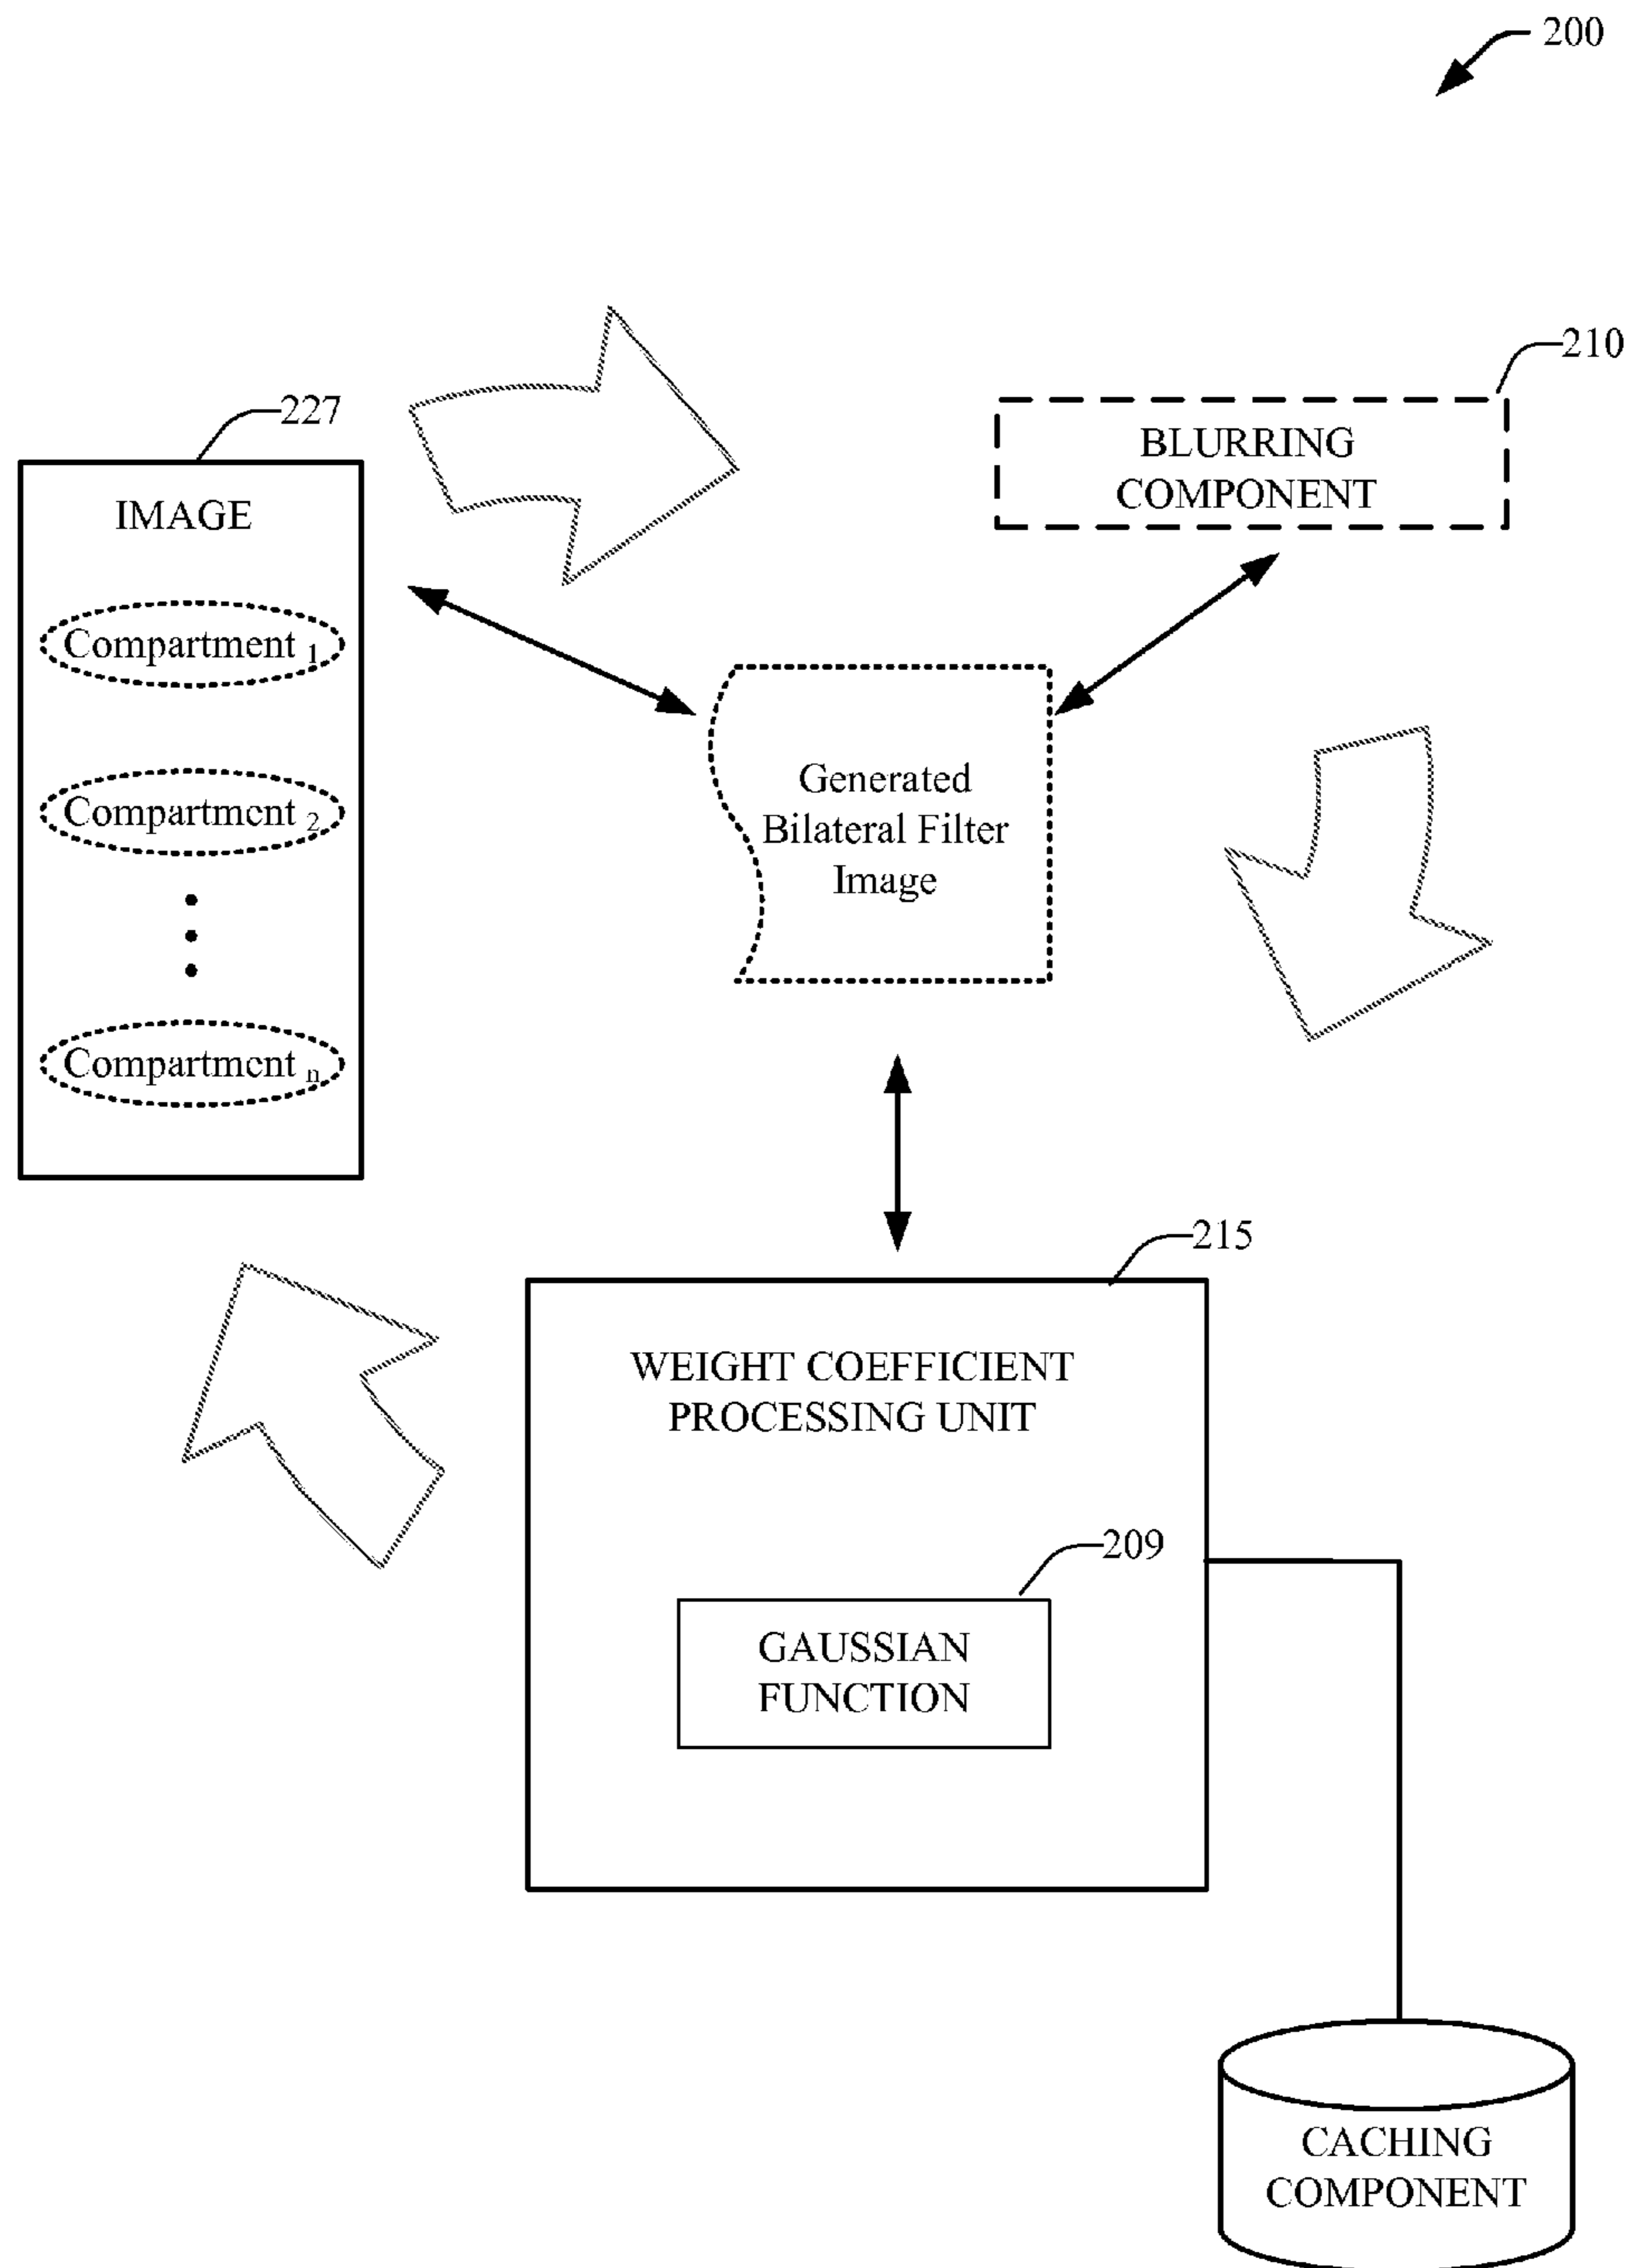 200
210
BLURRING
COMPONENT
227
IMAGE
Compartment 1
Compartment 2
Compartment n
Generated
Bilateral Filter
Image
215
WEIGHT COEFFICIENT
PROCESSING UNIT
209
GAUSSIAN
FUNCTION
CACHING
COMPONENT